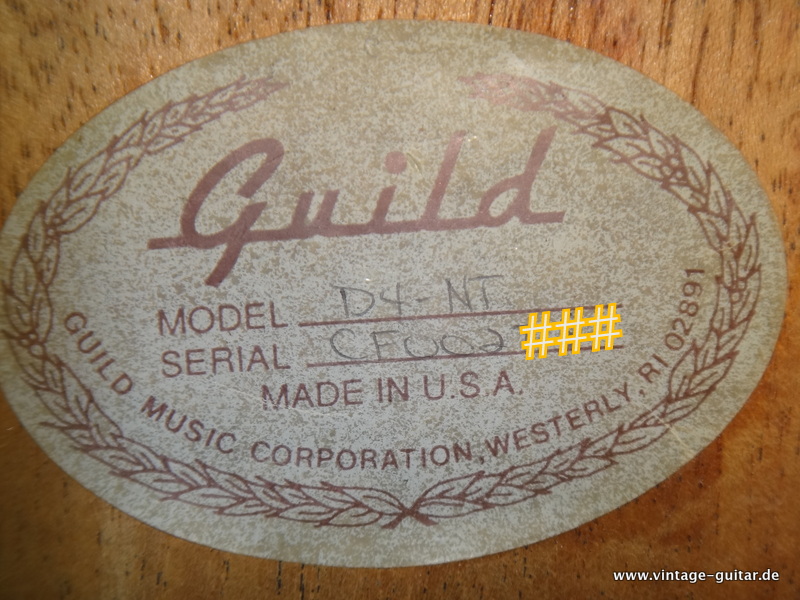 Guild
MODEL D4-NT
SERIAL CF002###
MADE IN U.S.A.
GUILD MUSIC CORPORATION, WESTERLY, RI 02891
www.vintage-guitar.de